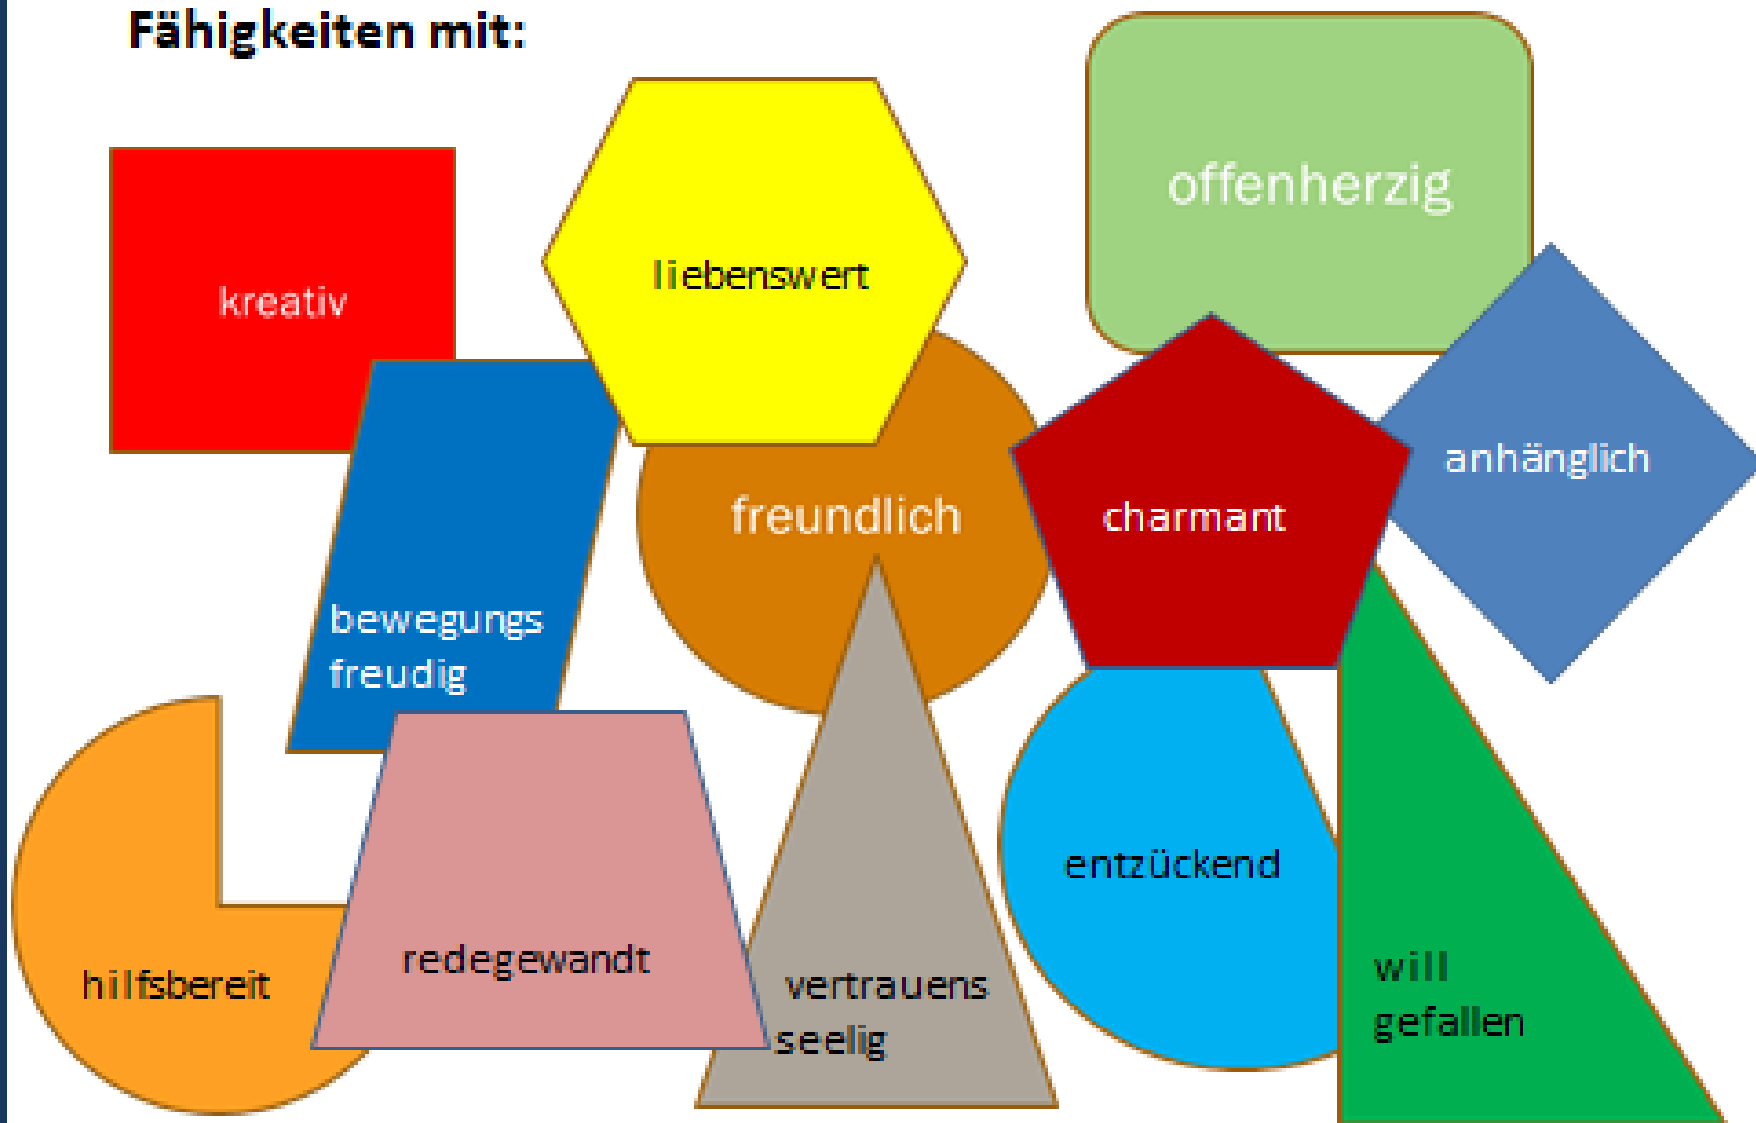 Fähigkeiten mit:
offenherzig
liebenswert
kreativ
anhänglich
freundlich
charmant
bewegungs
freudig
entzückend
redegewandt
hilfsbereit
vertrauens
seelig
will
gefallen